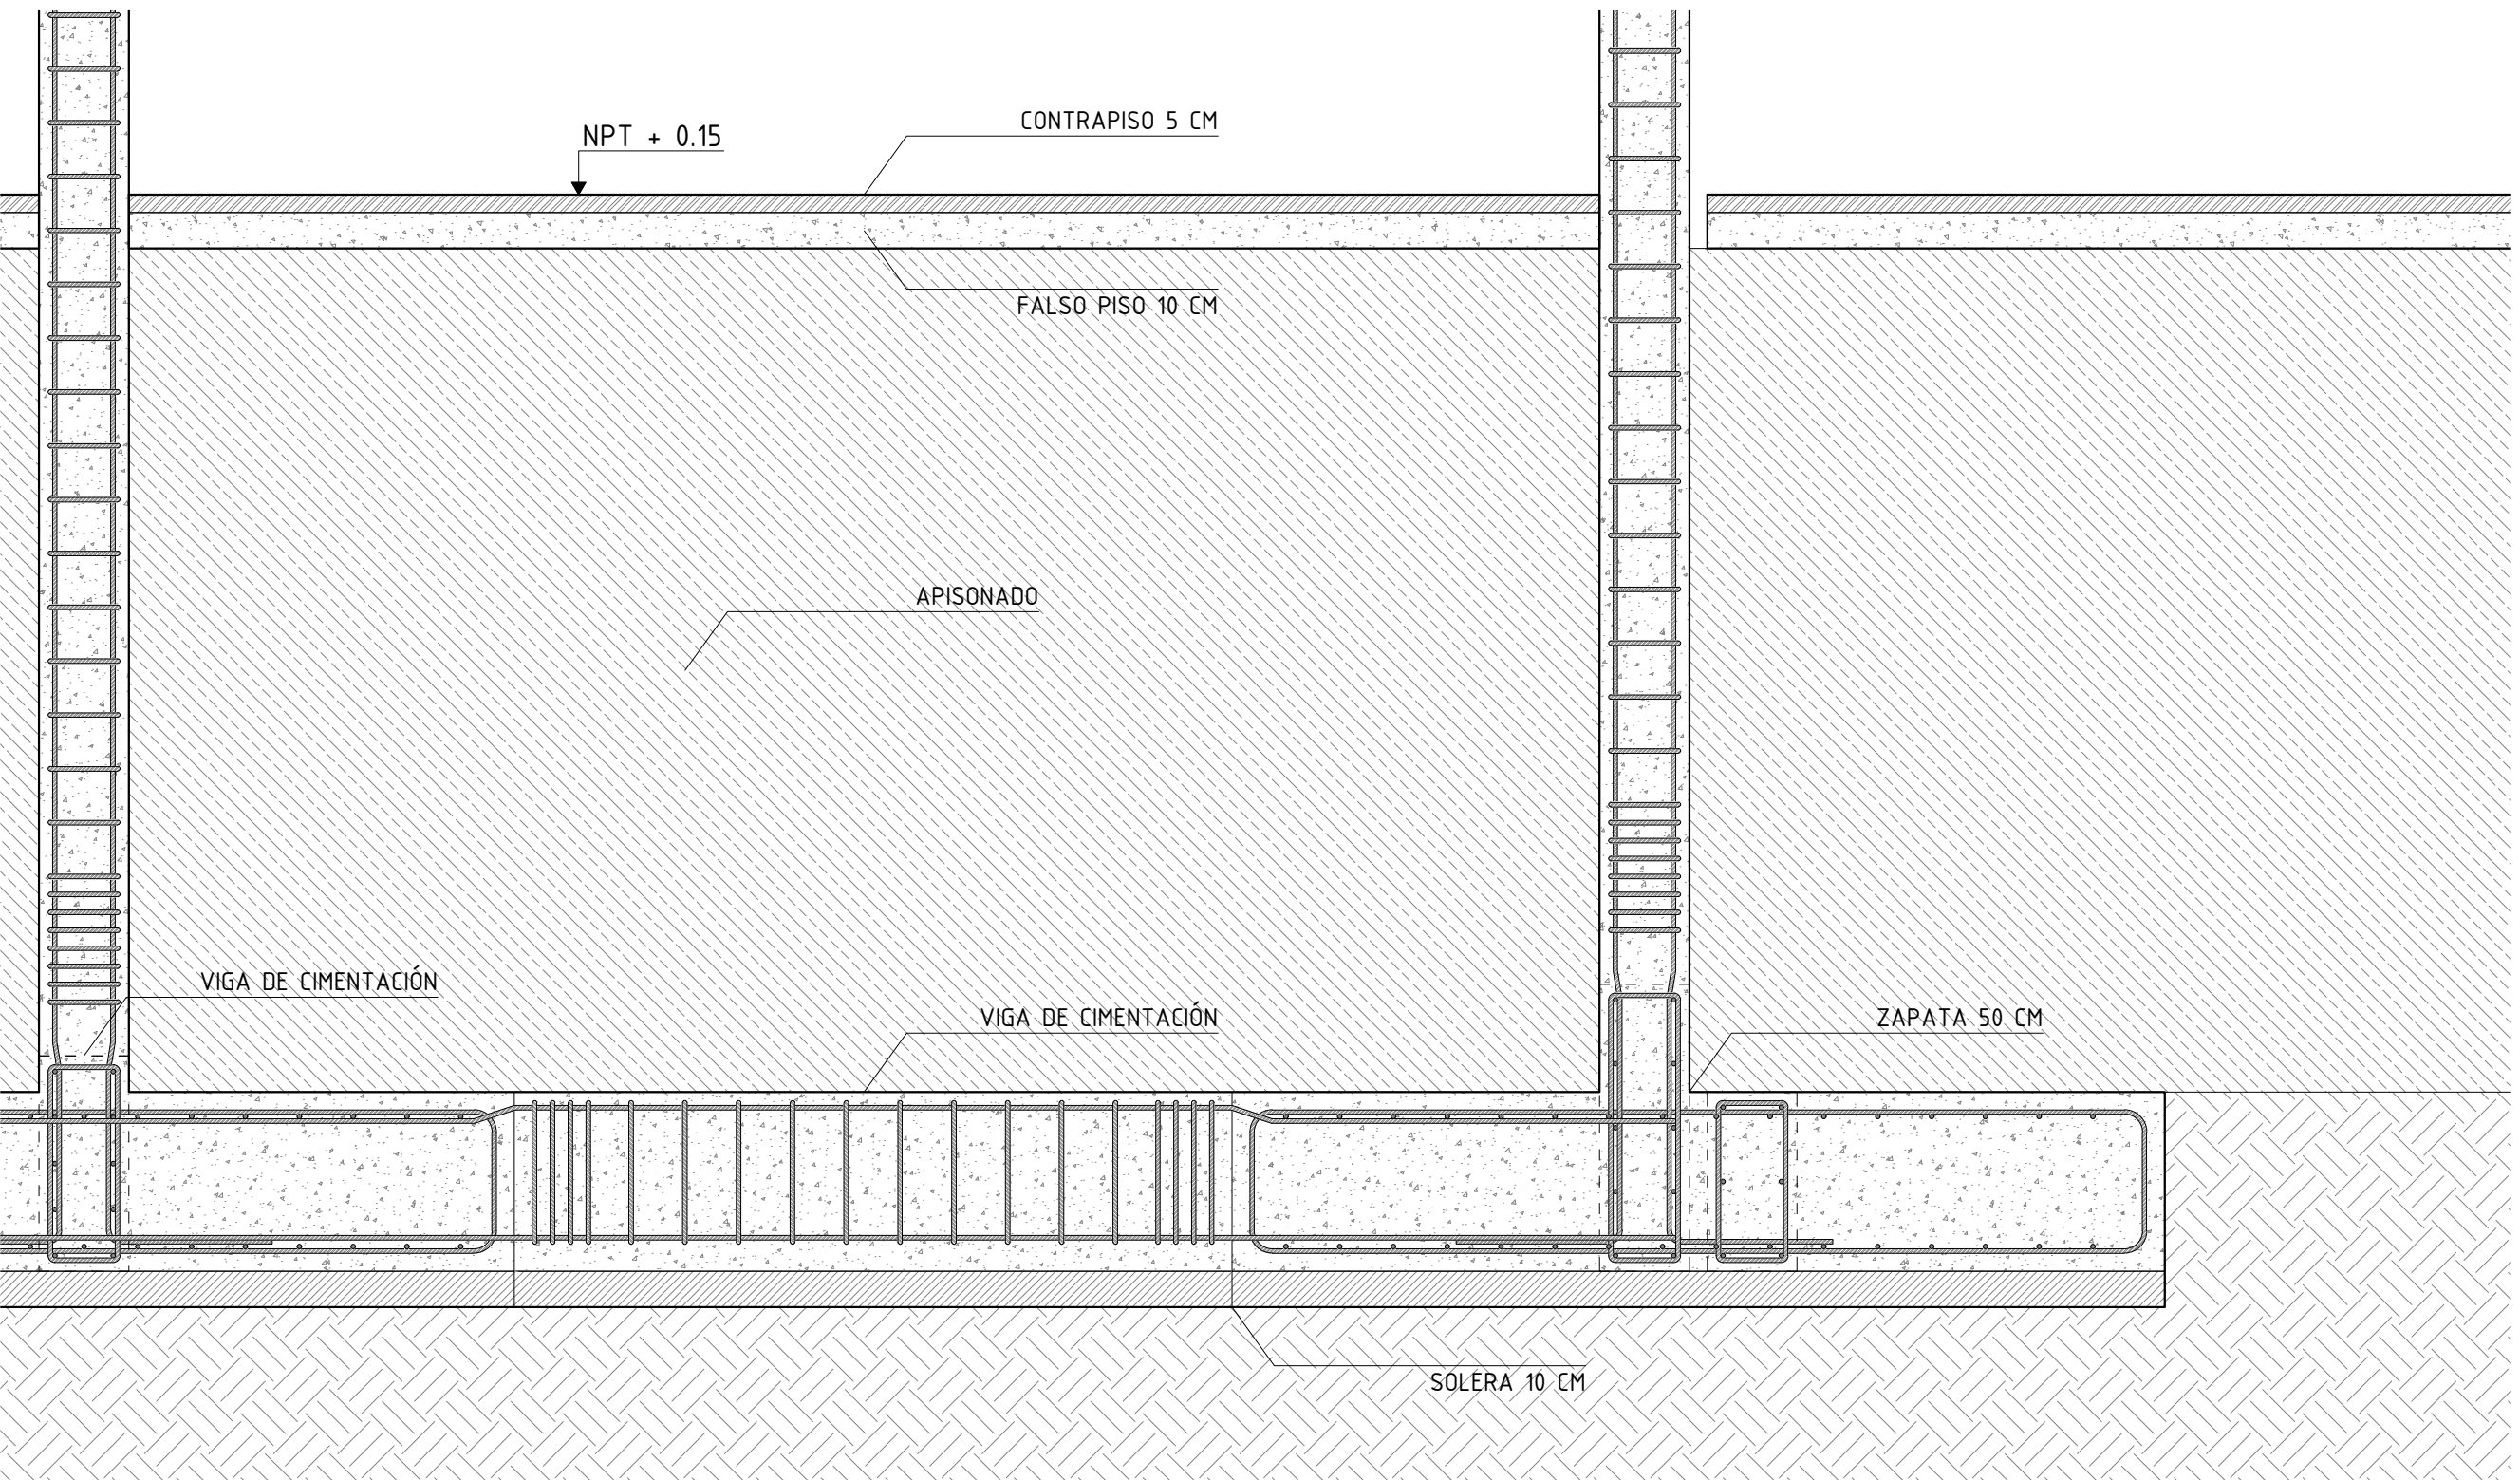 CONTRAPISO 5 CM
NPT + 0.15
FALSO PISO 10 CM
APISONADO
VIGA DE CIMENTACIÓN
VIGA DE CIMENTACIÓN
ZAPATA 50 CM
SOLERA 10 CM